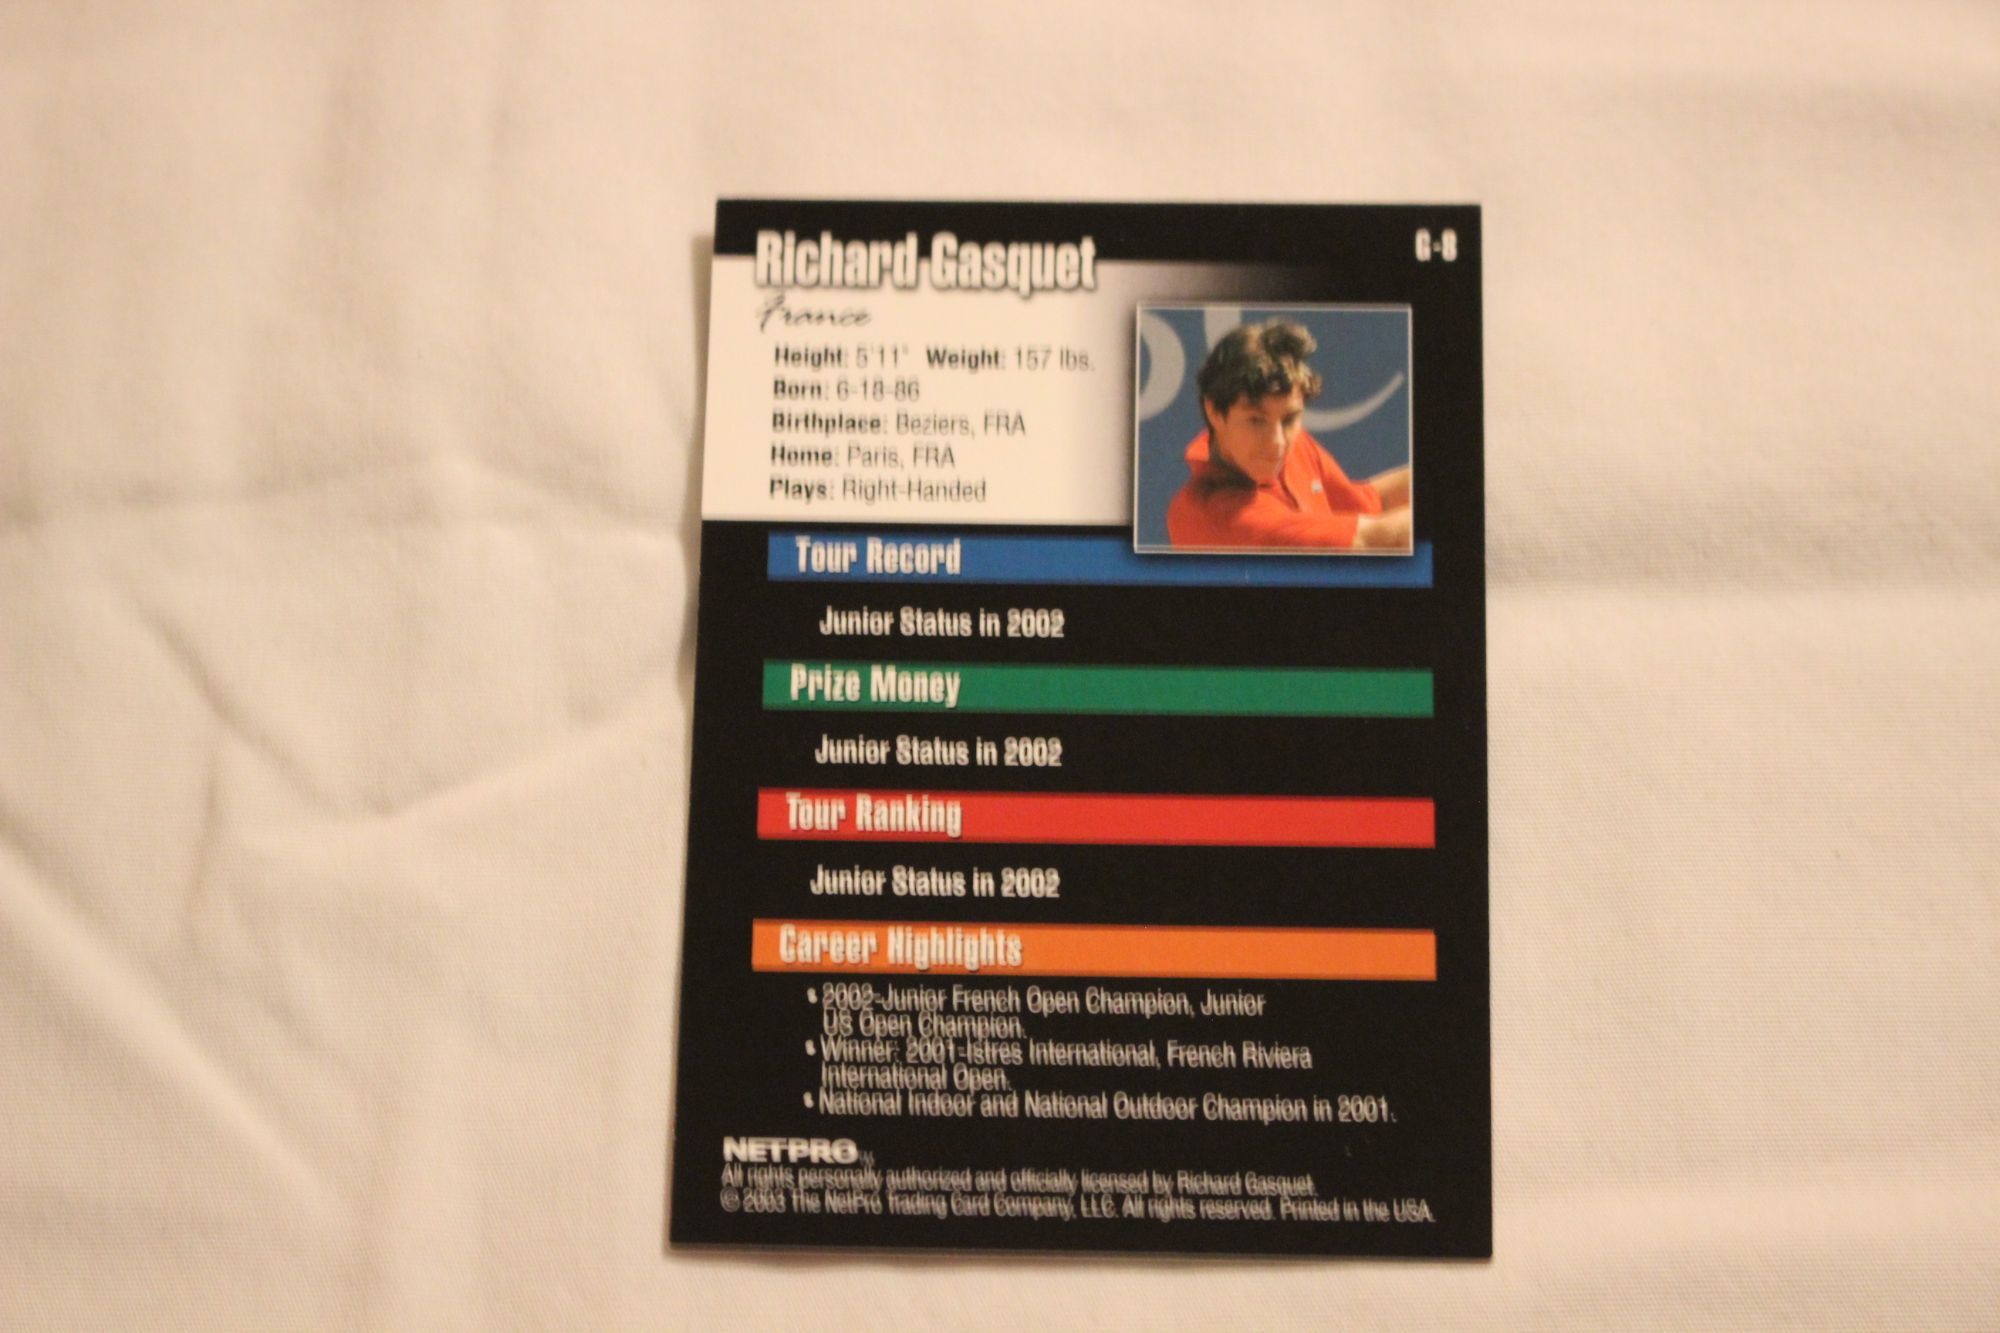 Richard Gasquet
G-8
France
Height: 5'11" Weight: 157 lbs.
Born: 6-18-86
Birthplace: Beziers, FRA
Home: Paris, FRA
Plays: Right-Handed
Tour Record
Junior Status in 2002
Prize Money
Junior Status in 2002
Tour Ranking
Junior Status in 2002
Career Highlights
• 2002-Junior French Open Champion, Junior
US Open Champion.
• Winner: 2001-Istres International, French Riviera
International Open.
• National Indoor and National Outdoor Champion in 2001.
NETPRO™
All rights personally authorized and officially licensed by Richard Gasquet.
© 2003 The NetPro Trading Card Company, LLC. All rights reserved. Printed in the USA.